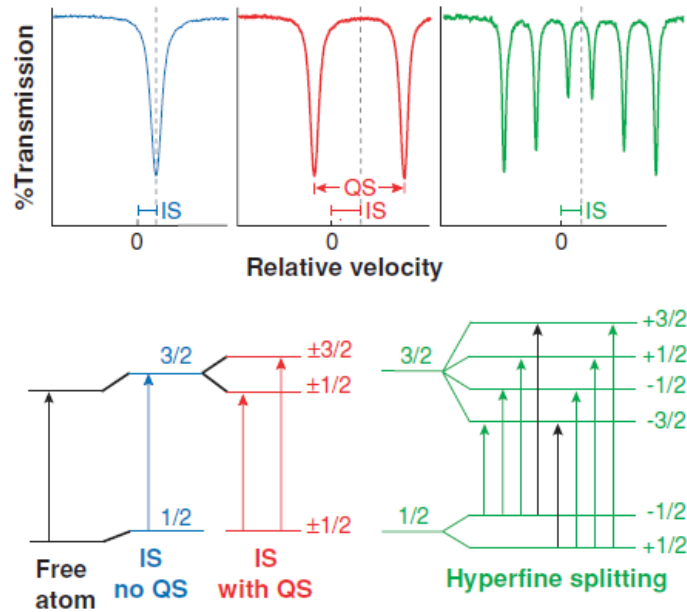 %Transmission
IS
QS
IS
IS
0
0
0
Relative velocity
3/2
1/2
±3/2
±1/2
±1/2
3/2
1/2
+3/2
+1/2
-1/2
-3/2
-1/2
+1/2
Free
atom
IS
no QS
IS
with QS
Hyperfine splitting